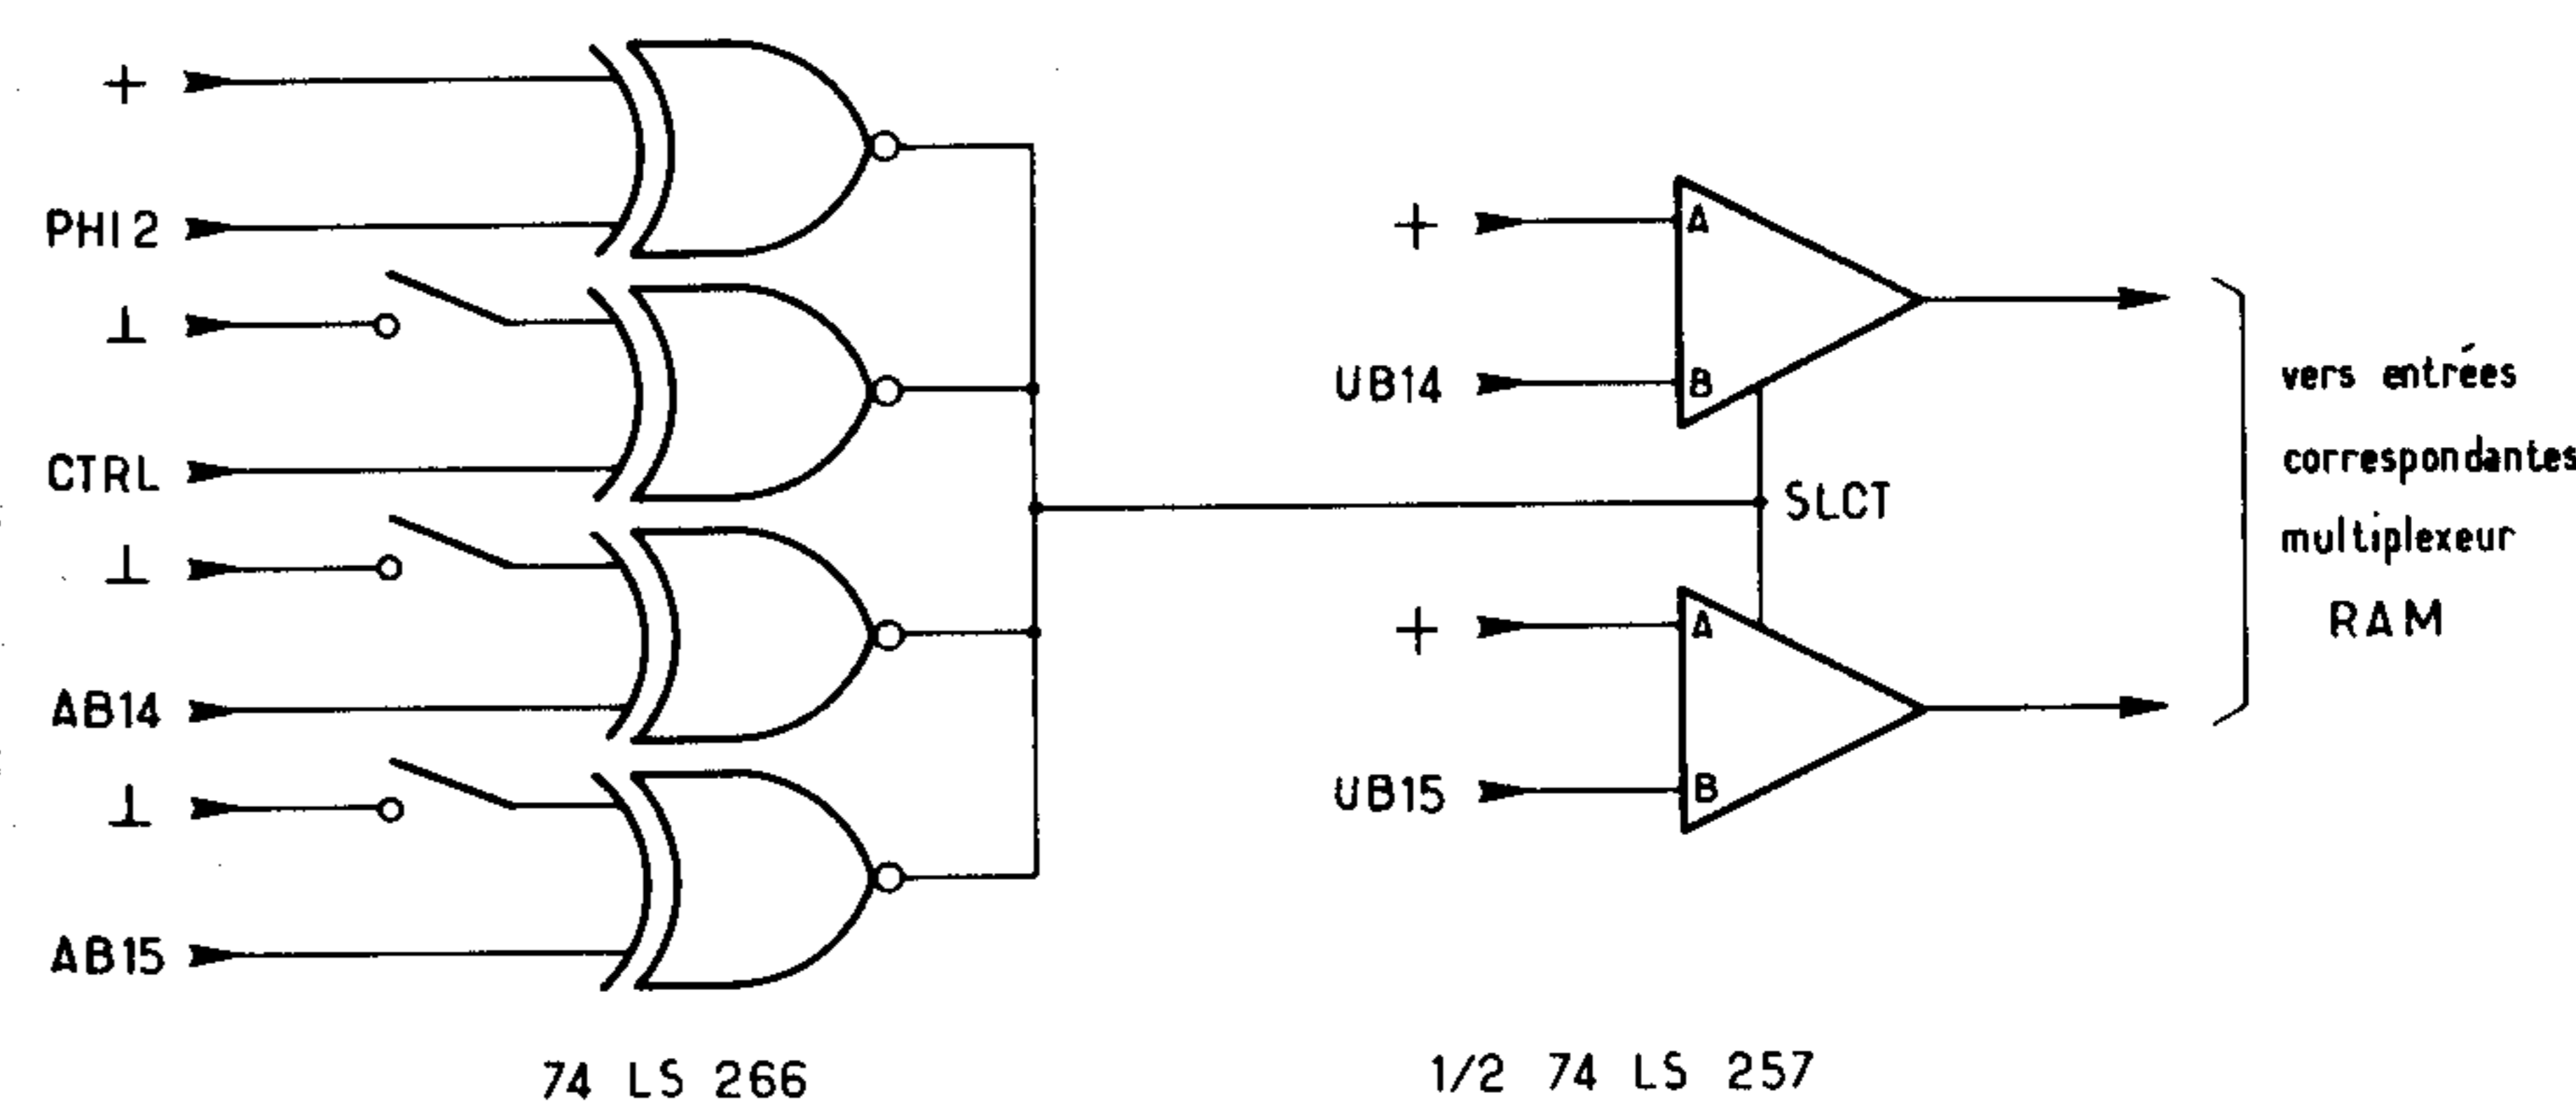 +
PHI2
⊥
CTRL
⊥
AB14
⊥
AB15
74 LS 266
+
A
UB14
B
SLCT
+
A
UB15
B
1/2 74 LS 257
vers entrées
correspondantes
multiplexeur
RAM